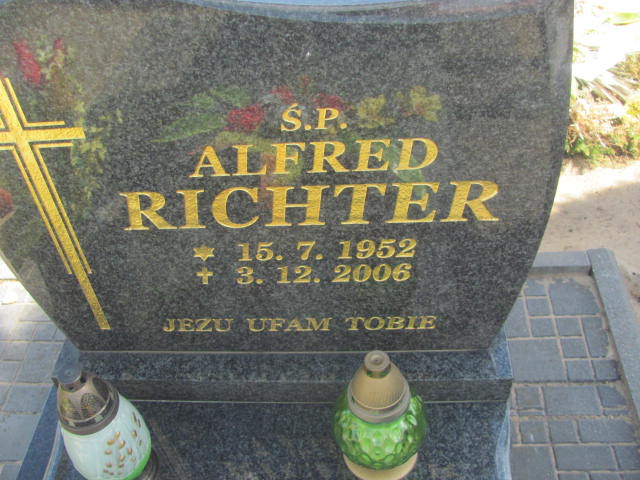 Ś.P.
ALFRED
RICHTER
15. 7. 1952
✝ 3. 12. 2006
JEZU UFAM TOBIE